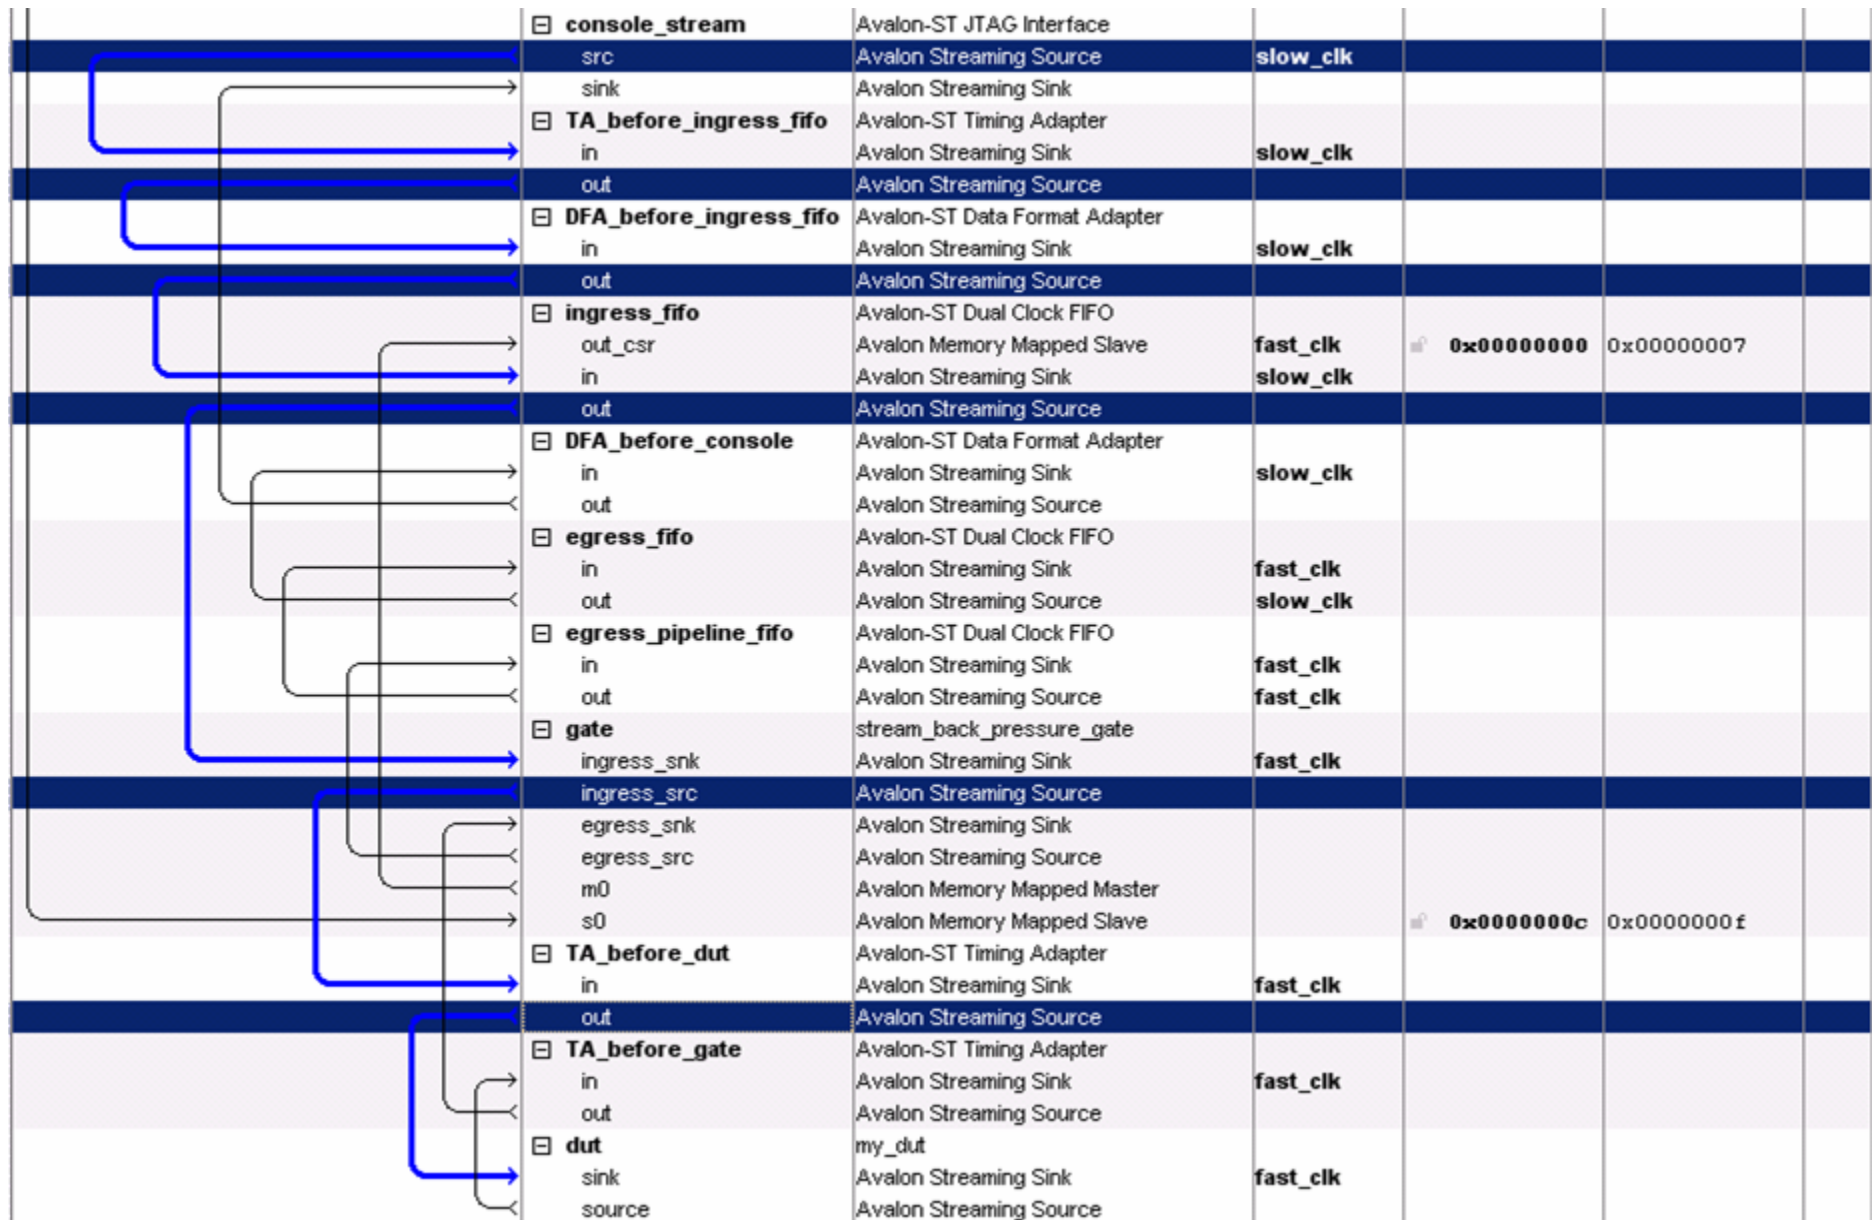 console_stream Avalon-ST JTAG Interface
src Avalon Streaming Source slow_clk
sink Avalon Streaming Sink
TA_before_ingress_fifo Avalon-ST Timing Adapter
in Avalon Streaming Sink slow_clk
out Avalon Streaming Source
DFA_before_ingress_fifo Avalon-ST Data Format Adapter
in Avalon Streaming Sink slow_clk
out Avalon Streaming Source
ingress_fifo Avalon-ST Dual Clock FIFO
out_csr Avalon Memory Mapped Slave fast_clk 0x00000000 0x00000007
in Avalon Streaming Sink slow_clk
out Avalon Streaming Source
DFA_before_console Avalon-ST Data Format Adapter
in Avalon Streaming Sink slow_clk
out Avalon Streaming Source
egress_fifo Avalon-ST Dual Clock FIFO
in Avalon Streaming Sink fast_clk
out Avalon Streaming Source slow_clk
egress_pipeline_fifo Avalon-ST Dual Clock FIFO
in Avalon Streaming Sink fast_clk
out Avalon Streaming Source fast_clk
gate stream_back_pressure_gate
ingress_snk Avalon Streaming Sink fast_clk
ingress_src Avalon Streaming Source
egress_snk Avalon Streaming Sink
egress_src Avalon Streaming Source
m0 Avalon Memory Mapped Master
s0 Avalon Memory Mapped Slave 0x0000000c 0x0000000f
TA_before_dut Avalon-ST Timing Adapter
in Avalon Streaming Sink fast_clk
out Avalon Streaming Source
TA_before_gate Avalon-ST Timing Adapter
in Avalon Streaming Sink fast_clk
out Avalon Streaming Source
dut my_dut
sink Avalon Streaming Sink fast_clk
source Avalon Streaming Source